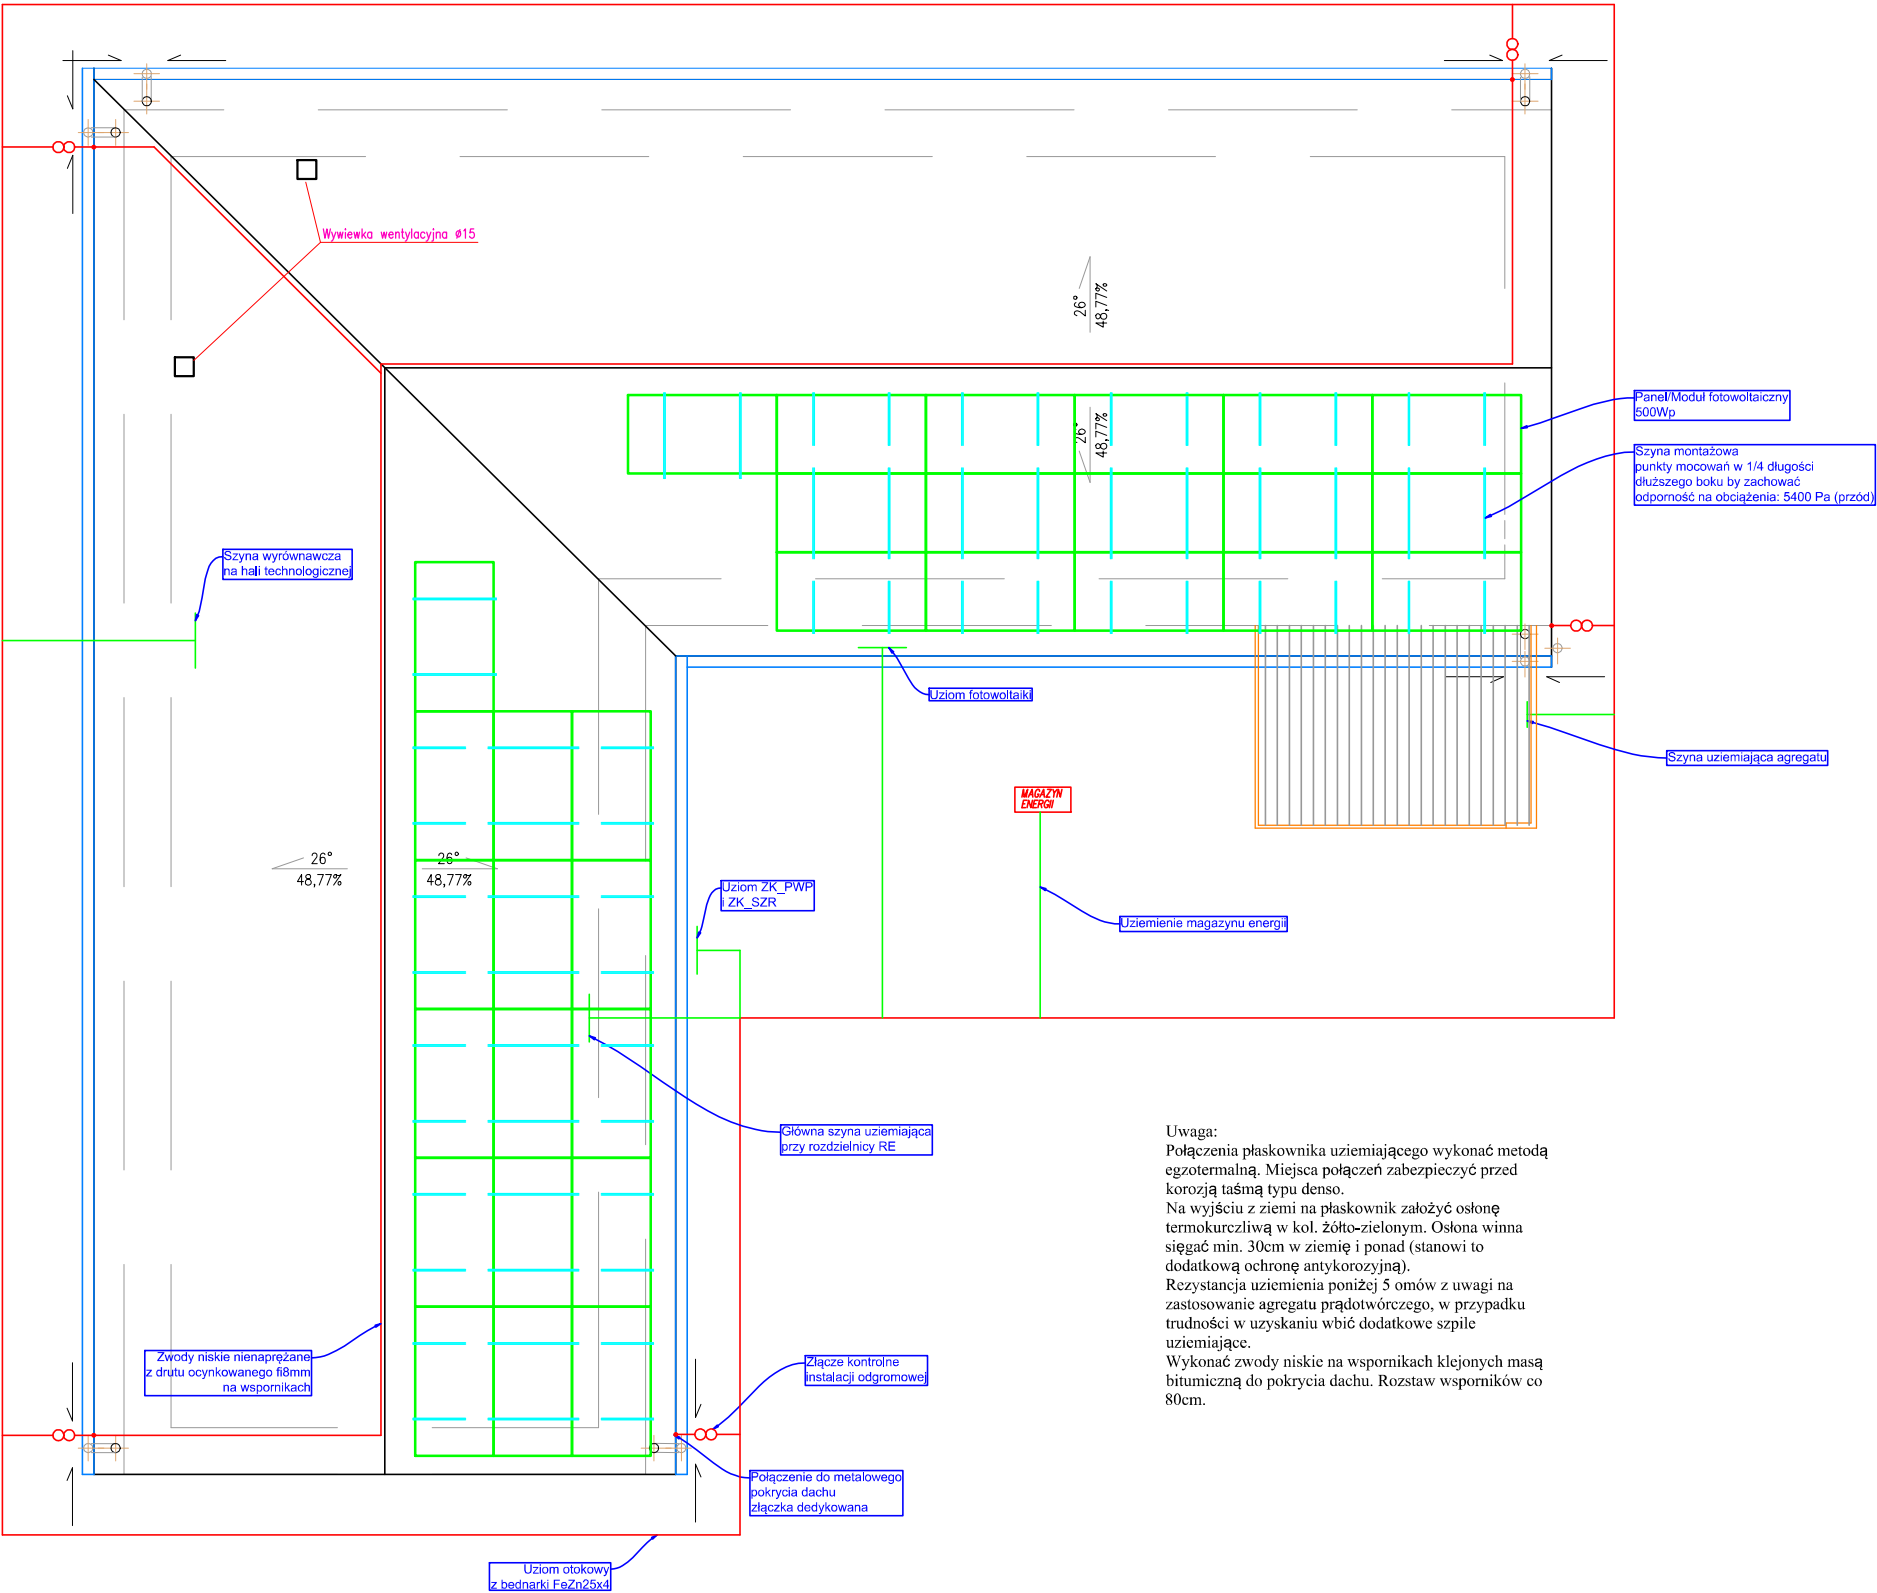 Wywiewka wentylacyjna ø15
26°
48,77%
Panel/Moduł fotowoltaiczny
500Wp
26°
48,77%
Szyna montażowa
punkty mocowań w 1/4 długości
dłuższego boku by zachować
odporność na obciążenia: 5400 Pa (przód)
Szyna wyrównawcza
na hali technologicznej
Uziom fotowoltaiki
Szyna uziemiająca agregatu
MAGAZYN
ENERGII
26°
48,77%
26°
48,77%
Uziom ZK_PWP
i ZK_SZR
Uziemienie magazynu energii
Główna szyna uziemiająca
przy rozdzielnicy RE
Uwaga:
Połączenia płaskownika uziemiającego wykonać metodą
egzotermalną. Miejsca połączeń zabezpieczyć przed
korozją taśmą typu denso.
Na wyjściu z ziemi na płaskownik założyć osłonę
termokurczliwą w kol. żółto-zielonym. Osłona winna
sięgać min. 30cm w ziemię i ponad (stanowi to
dodatkową ochronę antykorozyjną).
Rezystancja uziemienia poniżej 5 omów z uwagi na
zastosowanie agregatu prądotwórczego, w przypadku
trudności w uzyskaniu wbić dodatkowe szpile
uziemiające.
Wykonać zwody niskie na wspornikach klejonych masą
bitumiczną do pokrycia dachu. Rozstaw wsporników co
80cm.
Zwody niskie nienaprężane
z drutu ocynkowanego fi8mm
na wspornikach
Złącze kontrolne
instalacji odgromowej
Połączenie do metalowego
pokrycia dachu
złączka dedykowana
Uziom otokowy
z bednarki FeZn25x4